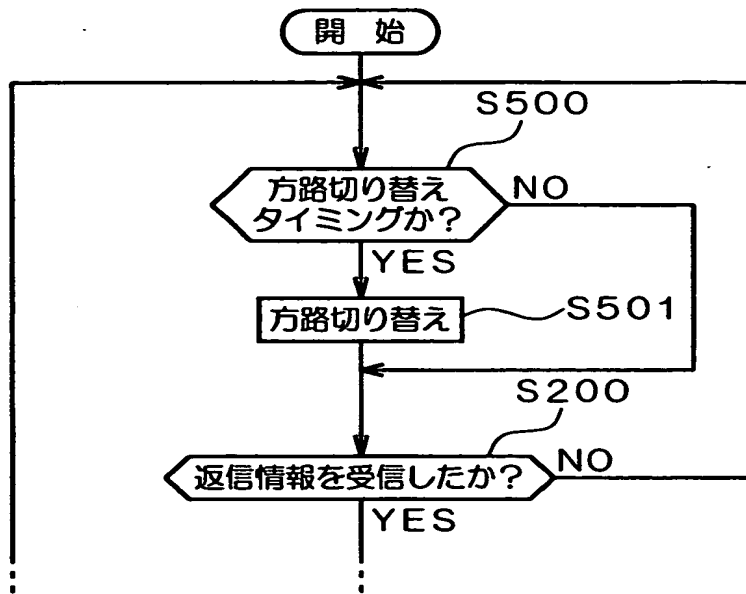 開 始
S500
方路切り替え
タイミングか?
NO
YES
方路切り替え
S501
S200
返信情報を受信したか?
NO
YES